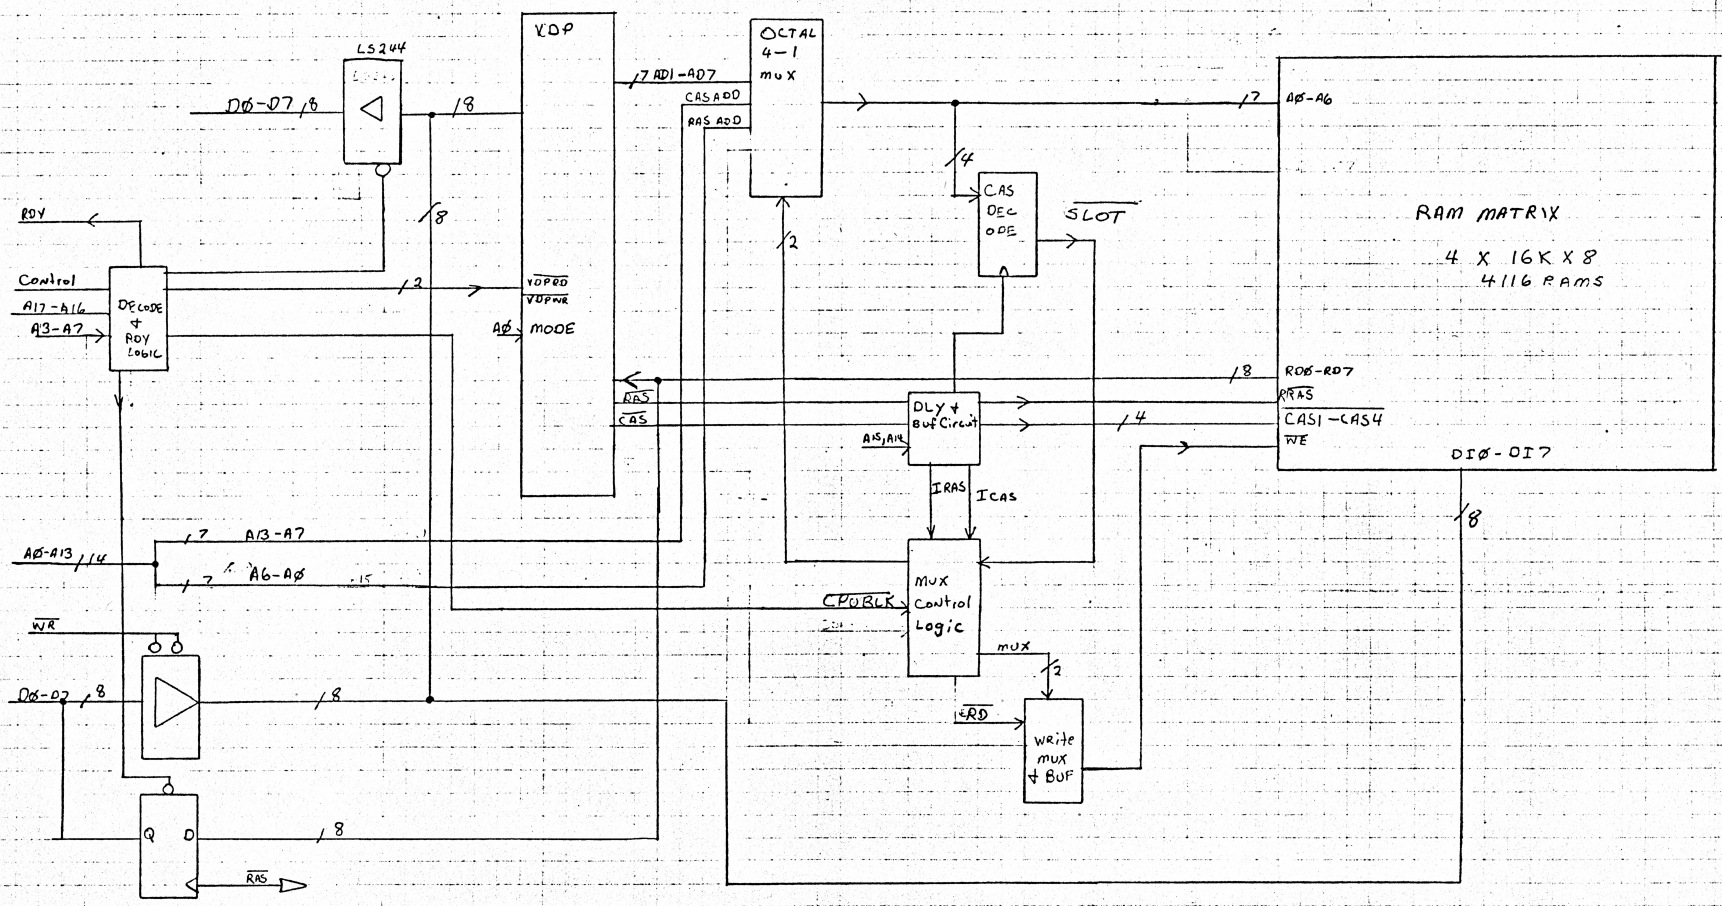 LS244
D0-D7
8
8
8
VDP
VDPRD
VDPWR
A0
MODE
RAS
CAS
7 AD1-AD7
CAS ADD
RAS ADD
OCTAL
4-1
MUX
7
A0-A6
4
CAS
DEC
ODE
SLOT
2
RAM MATRIX
4 X 16K X 8
4116 RAMS
RDY
Control
A17-A16
A13-A7
DECODE
+
RDY
LOGIC
2
8
RD0-RD7
RRAS
4
CAS1-CAS4
WE
DI0-DI7
8
DLY +
Buf Circuit
A15, A14
IRAS
ICAS
A0-A13
14
7
A13-A7
7
A6-A0
15
CPUBLK
MUX
Control
Logic
MUX
2
RD
Write
MUX
+ BUF
WR
D0-D7
8
8
Q
D
8
RAS